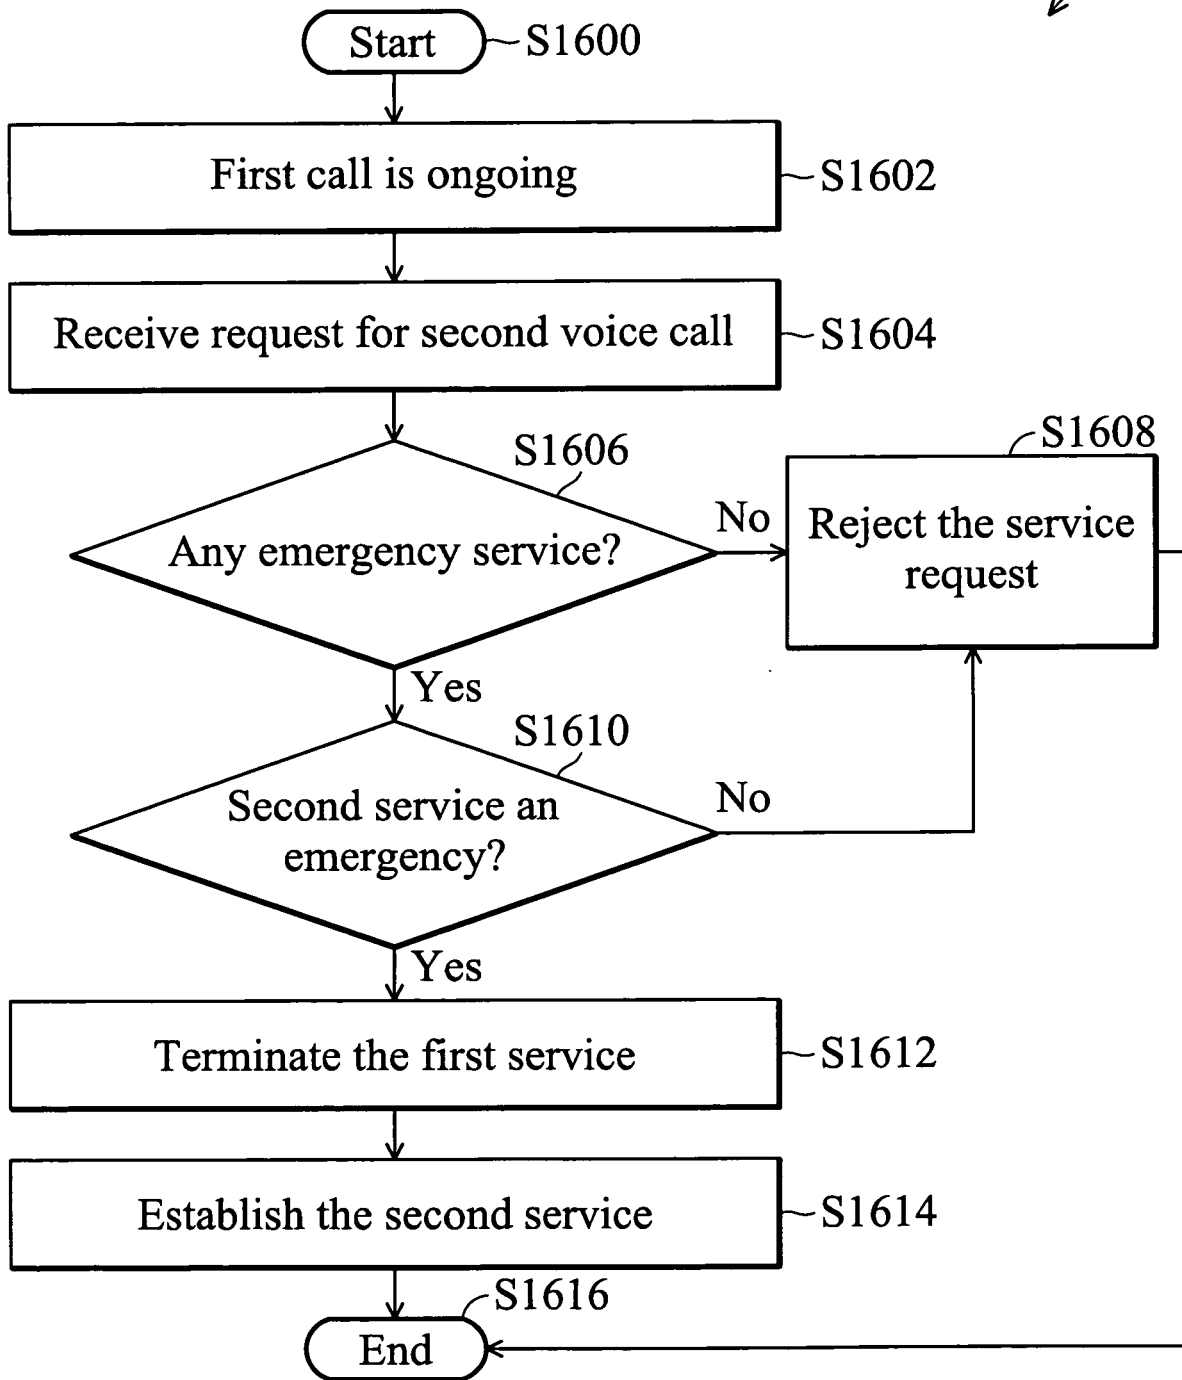 Start
S1600
First call is ongoing
S1602
Receive request for second voice call
S1604
S1606
Any emergency service?
No
S1608
Reject the service
request
Yes
S1610
Second service an
emergency?
No
Yes
Terminate the first service
S1612
Establish the second service
S1614
S1616
End